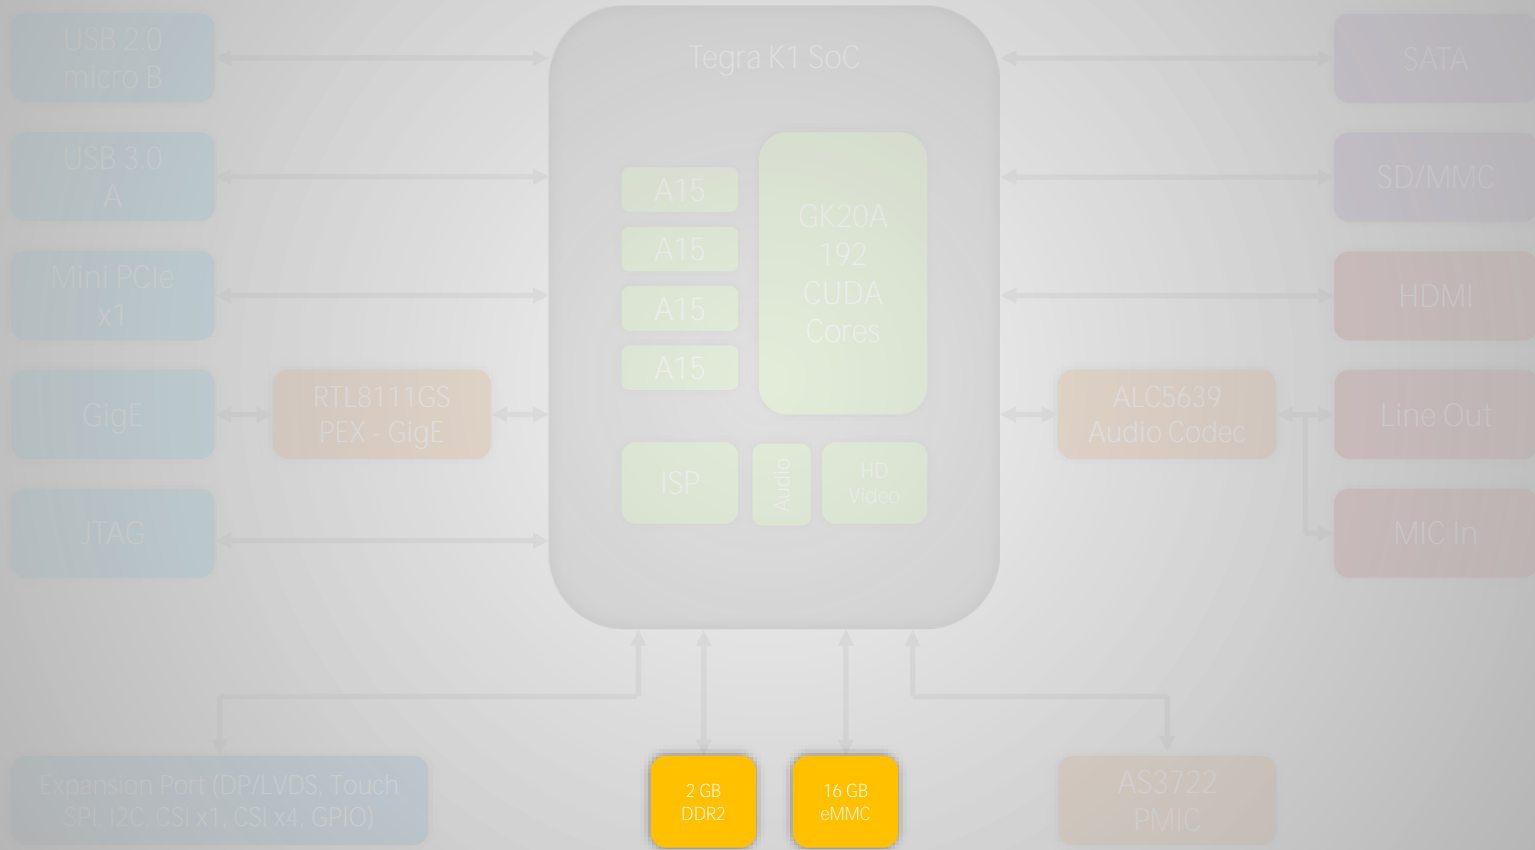 USB 2.0
micro B
Tegra K1 SoC
SATA
USB 3.0
A
SD/MMC
A15
A15
A15
A15
GK20A
192
CUDA
Cores
Mini PCIe
x1
HDMI
GigE
RTL8111GS
PEX - GigE
ALC5639
Audio Codec
Line Out
ISP
Audio
HD
Video
JTAG
MIC In
Expansion Port (DP/LVDS, Touch
SPI, I2C, CSI x1, CSI x4, GPIO)
2 GB
DDR2
16 GB
eMMC
AS3722
PMIC